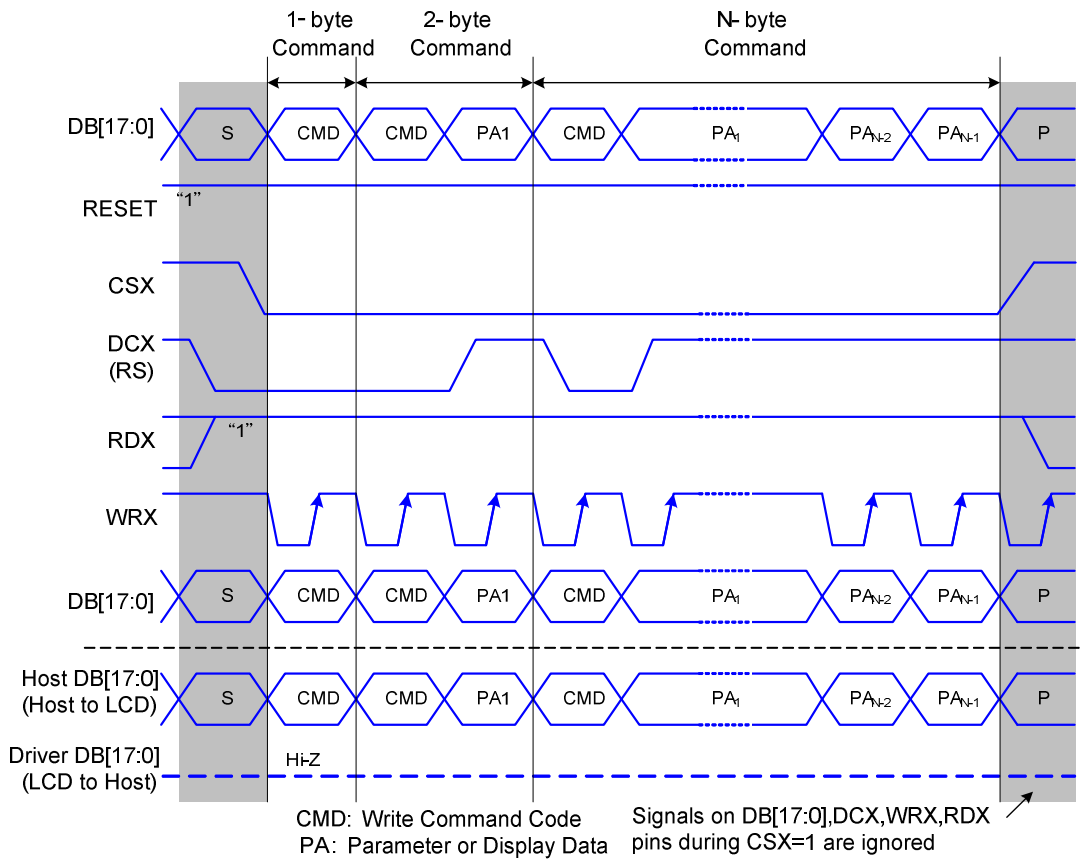 1- byte
Command
2- byte
Command
N- byte
Command
DB[17:0]
S
CMD
CMD
PA1
CMD
PA1
PAN-2
PAN-1
P
RESET
“1”
CSX
DCX
(RS)
RDX
“1”
WRX
DB[17:0]
S
CMD
CMD
PA1
CMD
PA1
PAN-2
PAN-1
P
Host DB[17:0]
(Host to LCD)
S
CMD
CMD
PA1
CMD
PA1
PAN-2
PAN-1
P
Driver DB[17:0]
(LCD to Host)
Hi-Z
CMD: Write Command Code
PA: Parameter or Display Data
Signals on DB[17:0],DCX,WRX,RDX
pins during CSX=1 are ignored